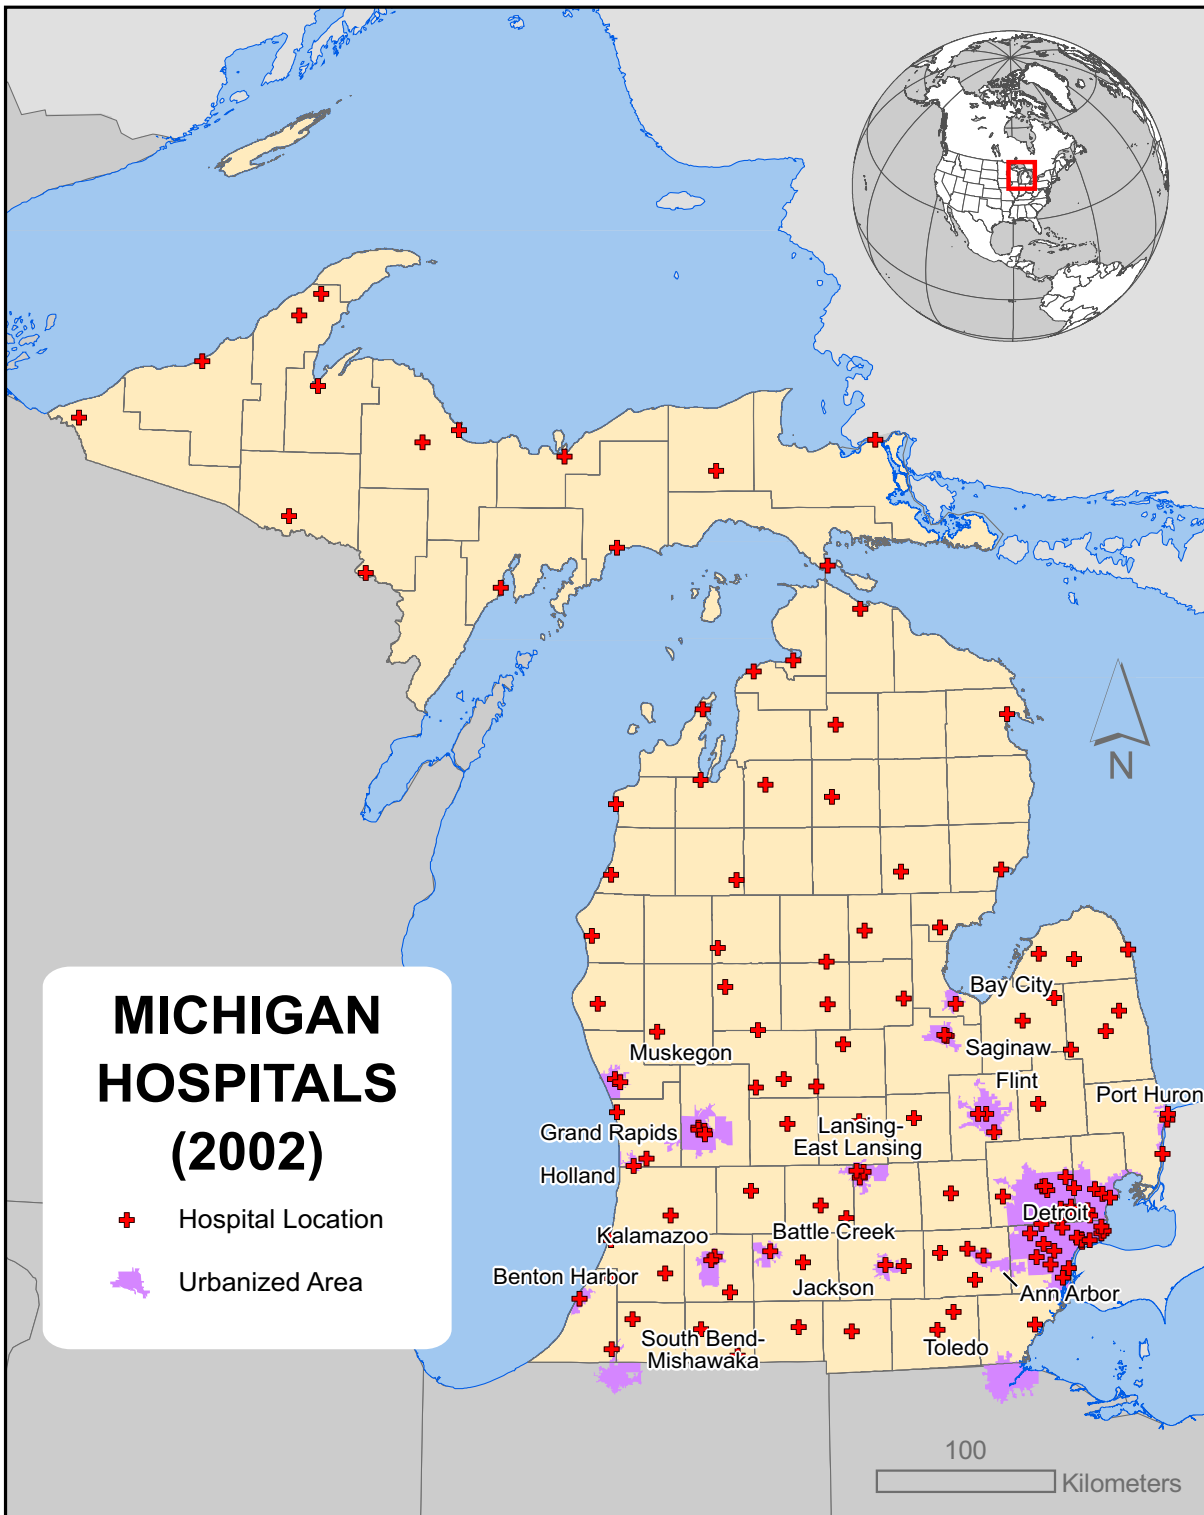 MICHIGAN
HOSPITALS
(2002)
Hospital Location
Urbanized Area
N
Bay City
Saginaw
Muskegon
Flint
Port Huron
Grand Rapids
Lansing-
East Lansing
Holland
Detroit
Kalamazoo
Battle Creek
Benton Harbor
Jackson
Ann Arbor
South Bend-
Mishawaka
Toledo
100
Kilometers